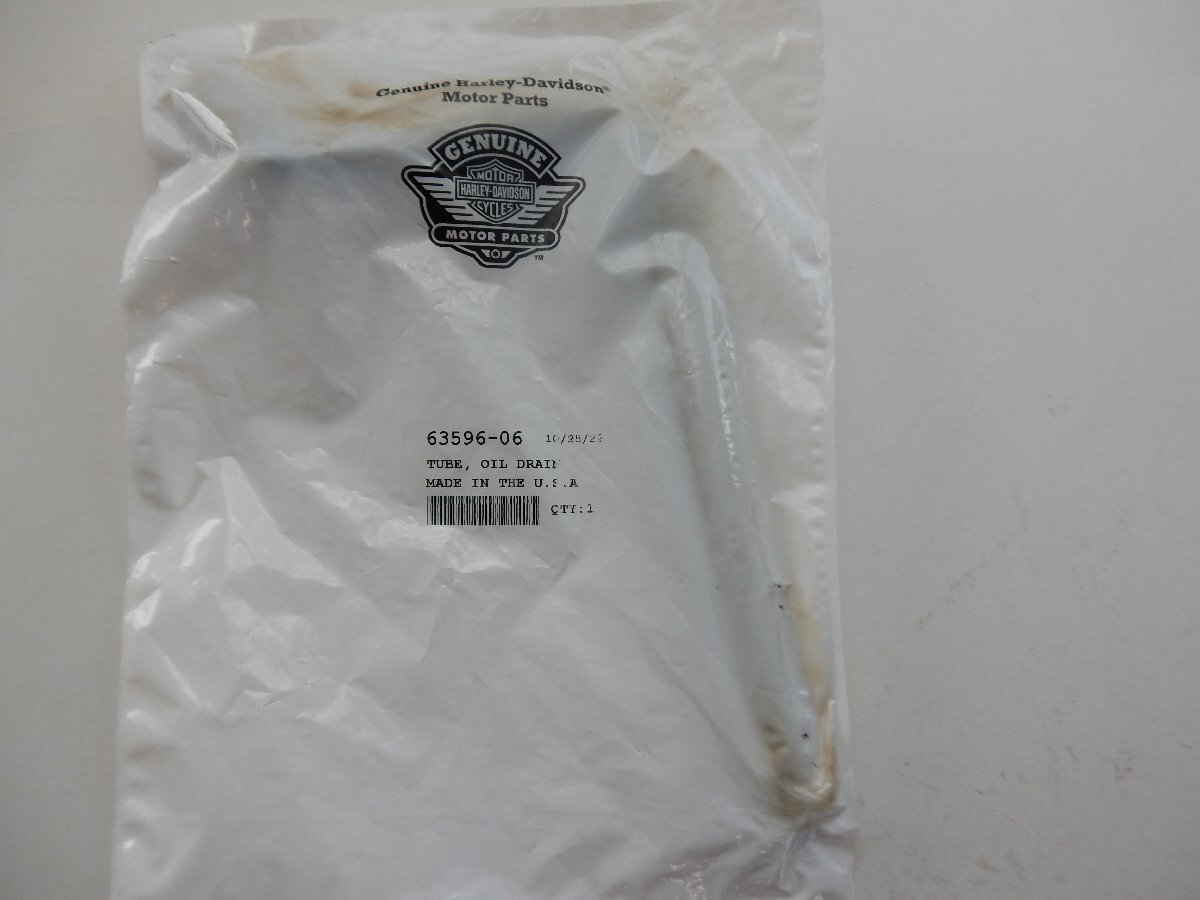 Genuine Harley-Davidson®
Motor Parts
GENUINE
MOTOR
HARLEY-DAVIDSON
CYCLES
MOTOR PARTS
TM
63596-06
TUBE, OIL DRAIN
MADE IN THE U.S.A
QTY:1